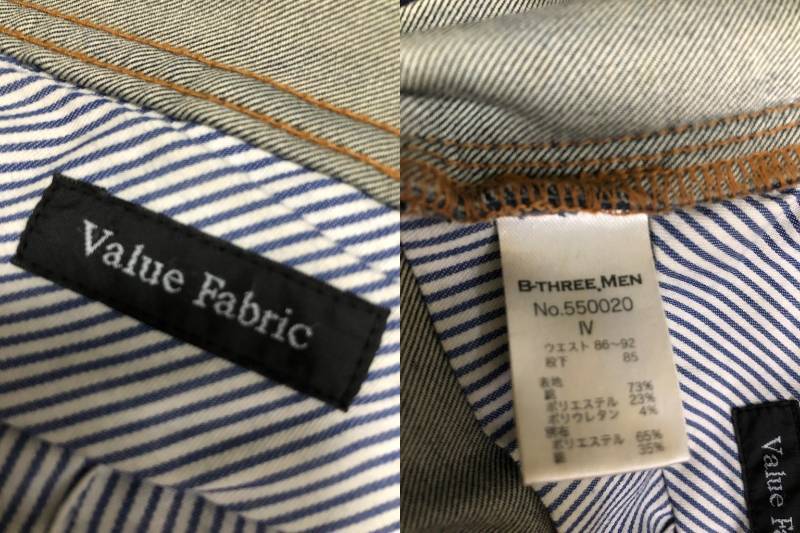 Value Fabric
B-THREE MEN
No.550020
IV
ウエスト 86〜92
股下 85
表地
綿 73%
ポリエステル 23%
ポリウレタン 4%
別布
ポリエステル 65%
綿 35%
Value Fa